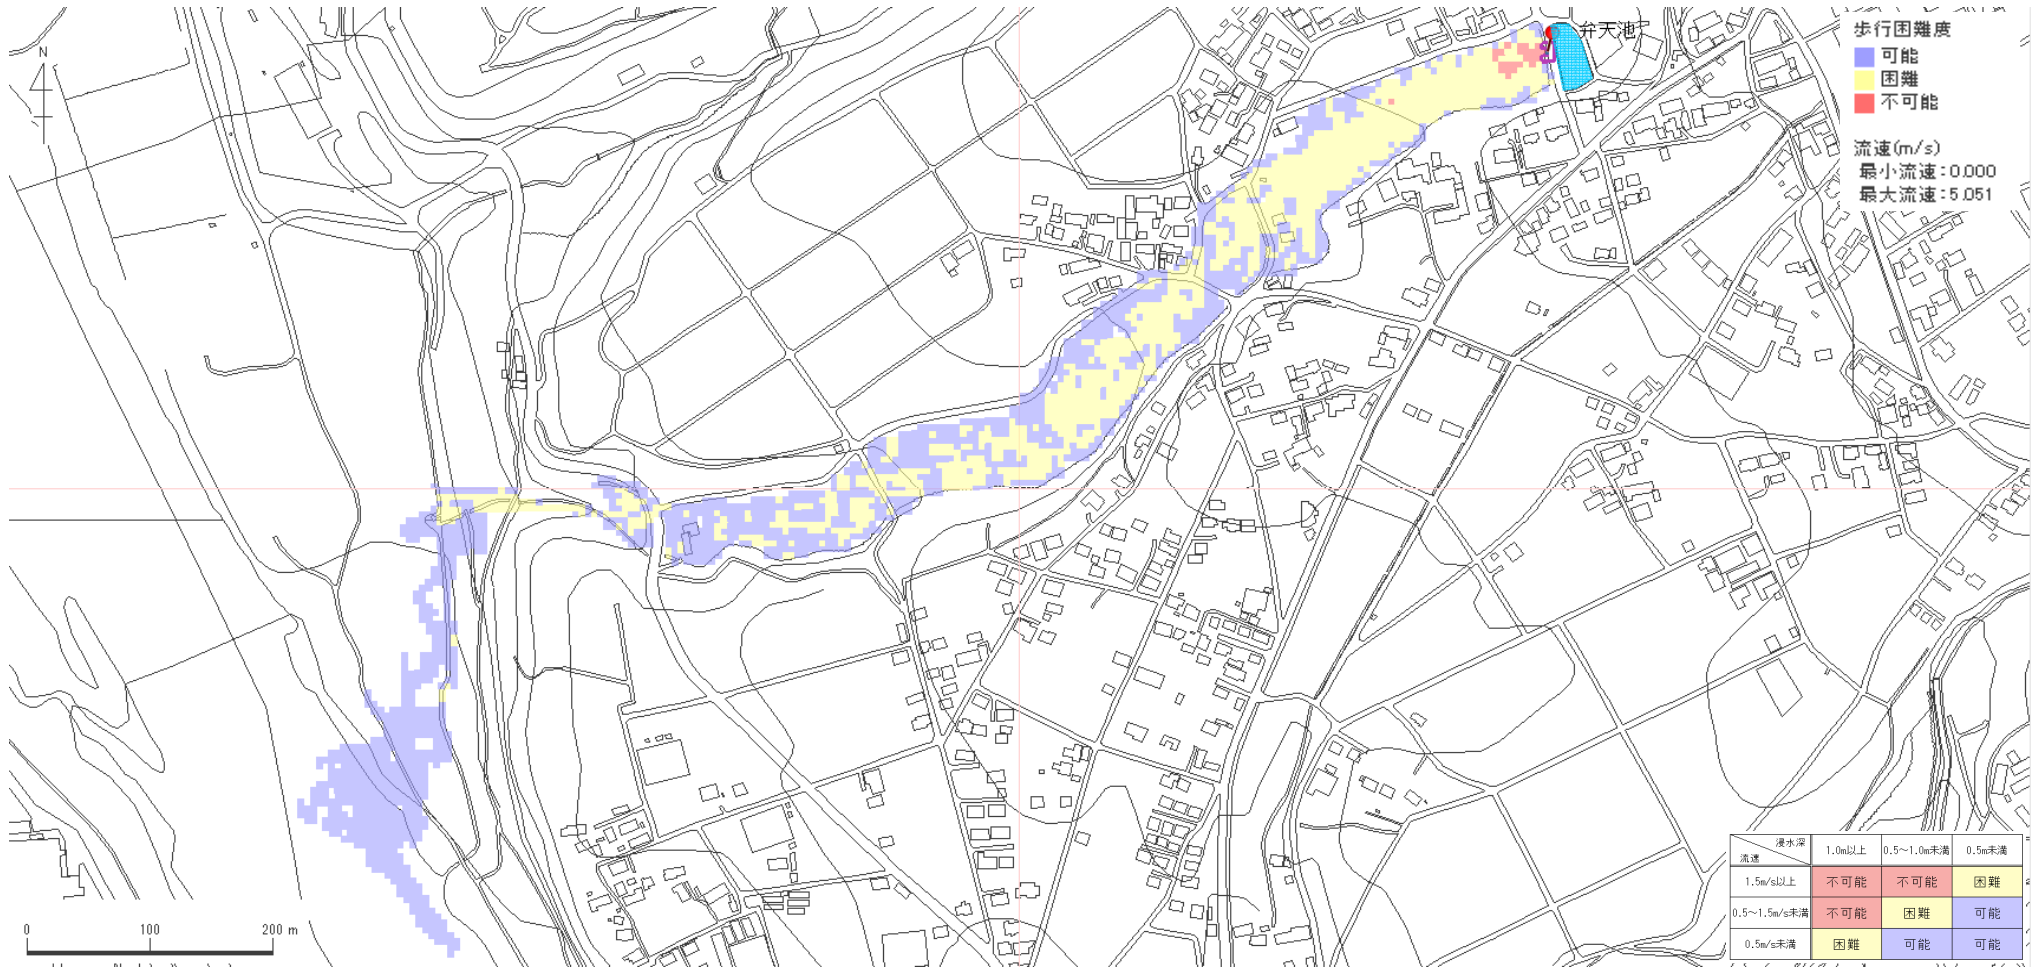 N
弁天池
歩行困難度
可能
困難
不可能
流速(m/s)
最小流速:0.000
最大流速:5.051
浸水深
流速
1.0m以上 0.5~1.0m未満 0.5m未満
1.5m/s以上 不可能 不可能 困難
0.5~1.5m/s未満 不可能 困難 可能
0.5m/s未満 困難 可能 可能
0 100 200 m